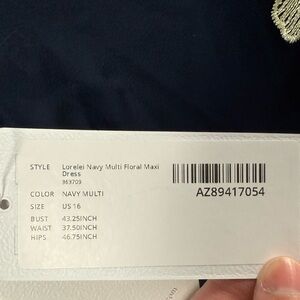 STYLE Lorelei Navy Multi Floral Maxi
Dress
363709
COLOR NAVY MULTI
SIZE US 16
BUST 43.25INCH
WAIST 37.50INCH
HIPS 46.75INCH
AZ89417054